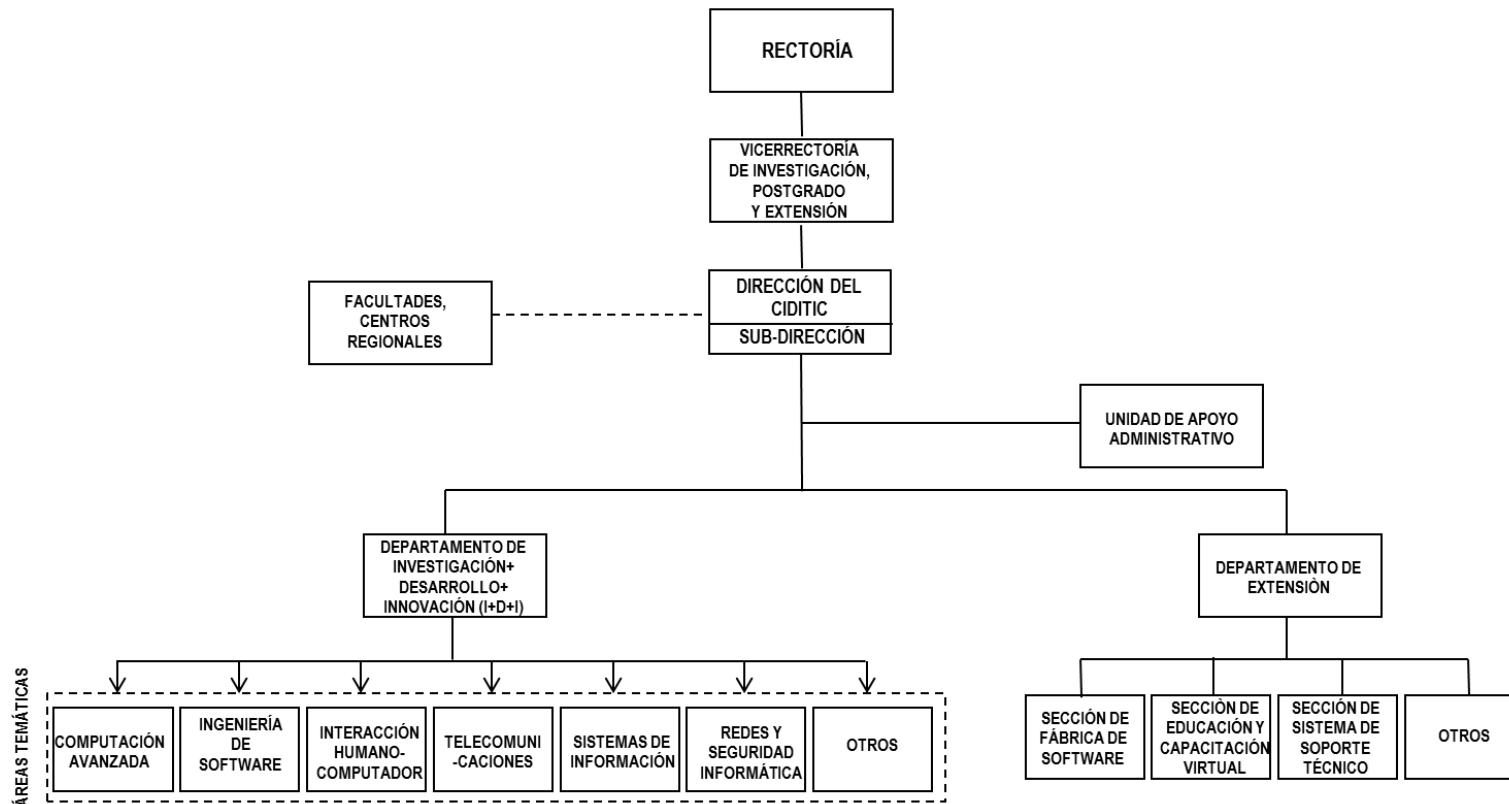 RECTORÍA
VICERRECTORÍA
DE INVESTIGACIÓN,
POSTGRADO
Y EXTENSIÓN
DIRECCIÓN DEL
CIDITIC
SUB-DIRECCIÓN
FACULTADES,
CENTROS
REGIONALES
UNIDAD DE APOYO
ADMINISTRATIVO
DEPARTAMENTO DE
INVESTIGACIÓN+
DESARROLLO+
INNOVACIÓN (I+D+I)
DEPARTAMENTO DE
EXTENSIÒN
ÁREAS TEMÁTICAS
COMPUTACIÓN
AVANZADA
INGENIERÍA
DE
SOFTWARE
INTERACCIÓN
HUMANO-
COMPUTADOR
TELECOMUNI
-CACIONES
SISTEMAS DE
INFORMACIÓN
REDES Y
SEGURIDAD
INFORMÁTICA
OTROS
SECCIÓN DE
FÁBRICA DE
SOFTWARE
SECCIÒN DE
EDUCACIÓN Y
CAPACITACIÓN
VIRTUAL
SECCIÓN DE
SISTEMA DE
SOPORTE
TÉCNICO
OTROS